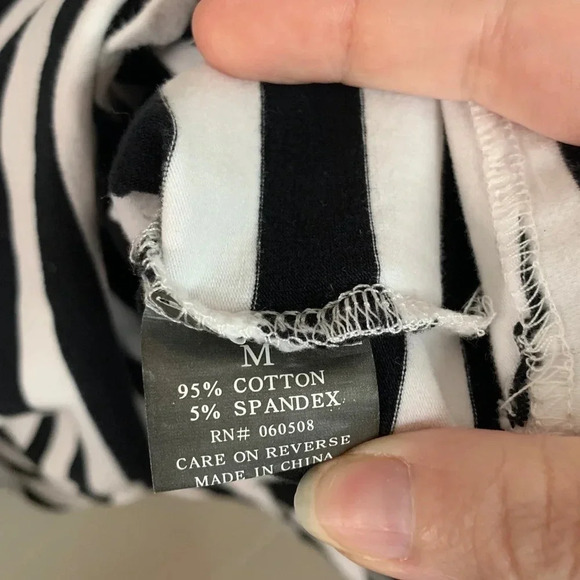 M
95% COTTON
5% SPANDEX
RN# 060508
CARE ON REVERSE
MADE IN CHINA